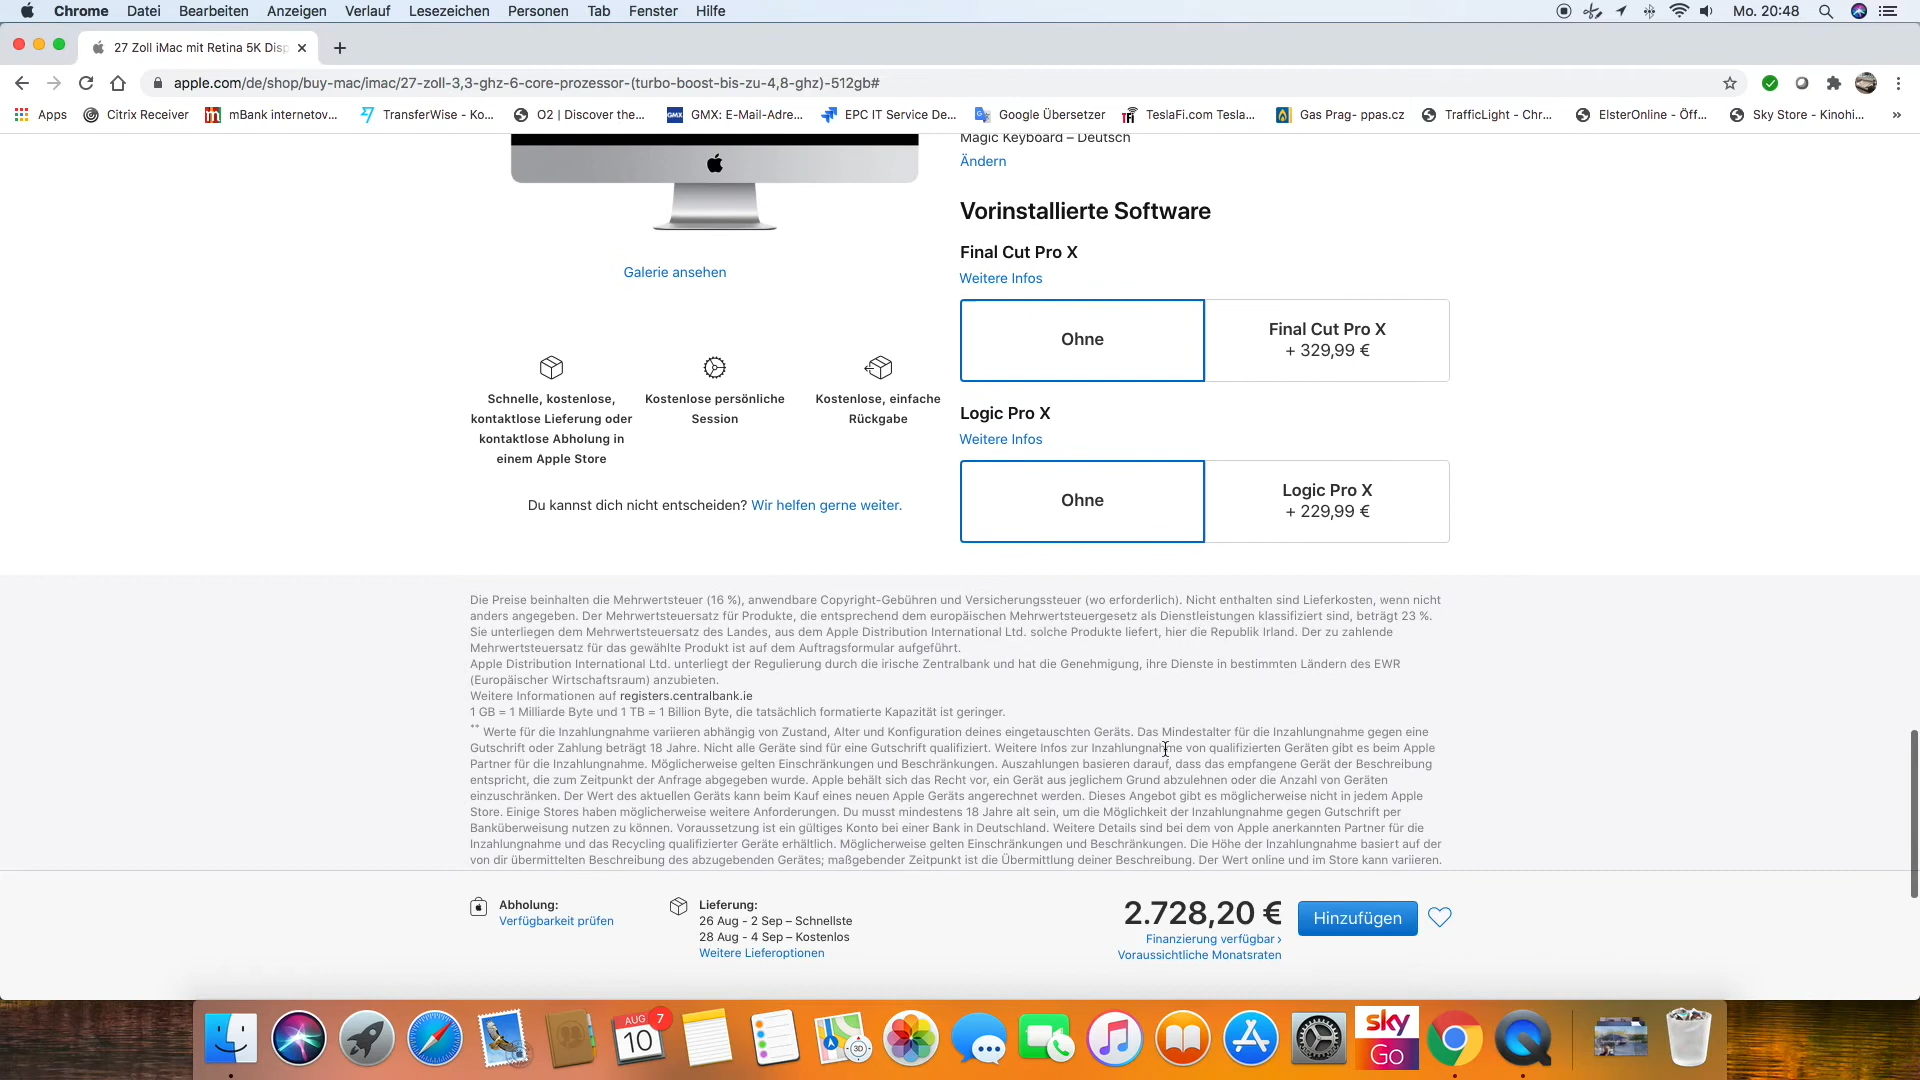 Chrome Datei Bearbeiten Anzeigen Verlauf Lesezeichen Personen Tab Fenster Hilfe Mo. 20:48
27 Zoll iMac mit Retina 5K Disp
apple.com/de/shop/buy-mac/imac/27-zoll-3,3-ghz-6-core-prozessor-(turbo-boost-bis-zu-4,8-ghz)-512gb#
Apps Citrix Receiver mBank internetov... TransferWise - Ko... O2 | Discover the... GMX: E-Mail-Adre... EPC IT Service De... Google Übersetzer TeslaFi.com Tesla... Gas Prag- ppas.cz TrafficLight - Chr... ElsterOnline - Öff... Sky Store - Kinohi... »
Magic Keyboard – Deutsch
Ändern
Vorinstallierte Software
Final Cut Pro X
Weitere Infos
Ohne
Final Cut Pro X
+ 329,99 €
Logic Pro X
Weitere Infos
Ohne
Logic Pro X
+ 229,99 €
Galerie ansehen
Schnelle, kostenlose,
kontaktlose Lieferung oder
kontaktlose Abholung in
einem Apple Store
Kostenlose persönliche
Session
Kostenlose, einfache
Rückgabe
Du kannst dich nicht entscheiden? Wir helfen gerne weiter.
Die Preise beinhalten die Mehrwertsteuer (16 %), anwendbare Copyright-Gebühren und Versicherungssteuer (wo erforderlich). Nicht enthalten sind Lieferkosten, wenn nicht
anders angegeben. Der Mehrwertsteuersatz für Produkte, die entsprechend dem europäischen Mehrwertsteuergesetz als Dienstleistungen klassifiziert sind, beträgt 23 %.
Sie unterliegen dem Mehrwertsteuersatz des Landes, aus dem Apple Distribution International Ltd. solche Produkte liefert, hier die Republik Irland. Der zu zahlende
Mehrwertsteuersatz für das gewählte Produkt ist auf dem Auftragsformular aufgeführt.
Apple Distribution International Ltd. unterliegt der Regulierung durch die irische Zentralbank und hat die Genehmigung, ihre Dienste in bestimmten Ländern des EWR
(Europäischer Wirtschaftsraum) anzubieten.
Weitere Informationen auf registers.centralbank.ie
1 GB = 1 Milliarde Byte und 1 TB = 1 Billion Byte, die tatsächlich formatierte Kapazität ist geringer.
** Werte für die Inzahlungnahme variieren abhängig von Zustand, Alter und Konfiguration deines eingetauschten Geräts. Das Mindestalter für die Inzahlungnahme gegen eine
Gutschrift oder Zahlung beträgt 18 Jahre. Nicht alle Geräte sind für eine Gutschrift qualifiziert. Weitere Infos zur Inzahlungnahme von qualifizierten Geräten gibt es beim Apple
Partner für die Inzahlungnahme. Möglicherweise gelten Einschränkungen und Beschränkungen. Auszahlungen basieren darauf, dass das empfangene Gerät der Beschreibung
entspricht, die zum Zeitpunkt der Anfrage abgegeben wurde. Apple behält sich das Recht vor, ein Gerät aus jeglichem Grund abzulehnen oder die Anzahl von Geräten
einzuschränken. Der Wert des aktuellen Geräts kann beim Kauf eines neuen Apple Geräts angerechnet werden. Dieses Angebot gibt es möglicherweise nicht in jedem Apple
Store. Einige Stores haben möglicherweise weitere Anforderungen. Du musst mindestens 18 Jahre alt sein, um die Möglichkeit der Inzahlungnahme gegen Gutschrift per
Banküberweisung nutzen zu können. Voraussetzung ist ein gültiges Konto bei einer Bank in Deutschland. Weitere Details sind bei dem von Apple anerkannten Partner für die
Inzahlungnahme und das Recycling qualifizierter Geräte erhältlich. Möglicherweise gelten Einschränkungen und Beschränkungen. Die Höhe der Inzahlungnahme basiert auf der
von dir übermittelten Beschreibung des abzugebenden Gerätes; maßgebender Zeitpunkt ist die Übermittlung deiner Beschreibung. Der Wert online und im Store kann variieren.
Abholung:
Verfügbarkeit prüfen
Lieferung:
26 Aug - 2 Sep – Schnellste
28 Aug - 4 Sep – Kostenlos
Weitere Lieferoptionen
2.728,20 €
Finanzierung verfügbar ›
Voraussichtliche Monatsraten
Hinzufügen
AUG
10
7
3D
sky
Go